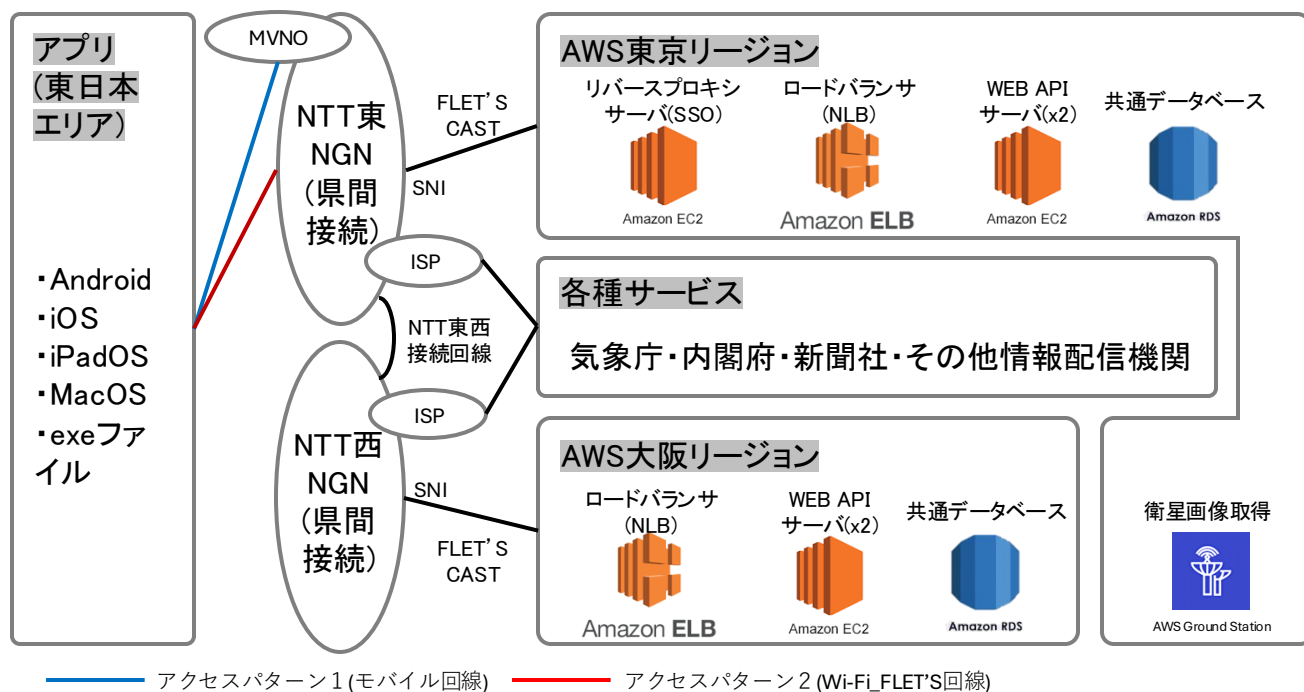 アプリ
(東日本
エリア)
・Android
・iOS
・iPadOS
・MacOS
・exeファ
イル
MVNO
NTT東
NGN
(県間
接続)
FLET'S
CAST
SNI
ISP
NTT東西
接続回線
ISP
NTT西
NGN
(県間
接続)
SNI
FLET'S
CAST
AWS東京リージョン
リバースプロキシ
サーバ(SSO)
Amazon EC2
ロードバランサ
(NLB)
Amazon ELB
WEB API
サーバ(x2)
Amazon EC2
共通データベース
Amazon RDS
各種サービス
気象庁・内閣府・新聞社・その他情報配信機関
AWS大阪リージョン
ロードバランサ
(NLB)
Amazon ELB
WEB API
サーバ(x2)
Amazon EC2
共通データベース
Amazon RDS
衛星画像取得
AWS Ground Station
アクセスパターン1(モバイル回線)
アクセスパターン2(Wi-Fi_FLET'S回線)